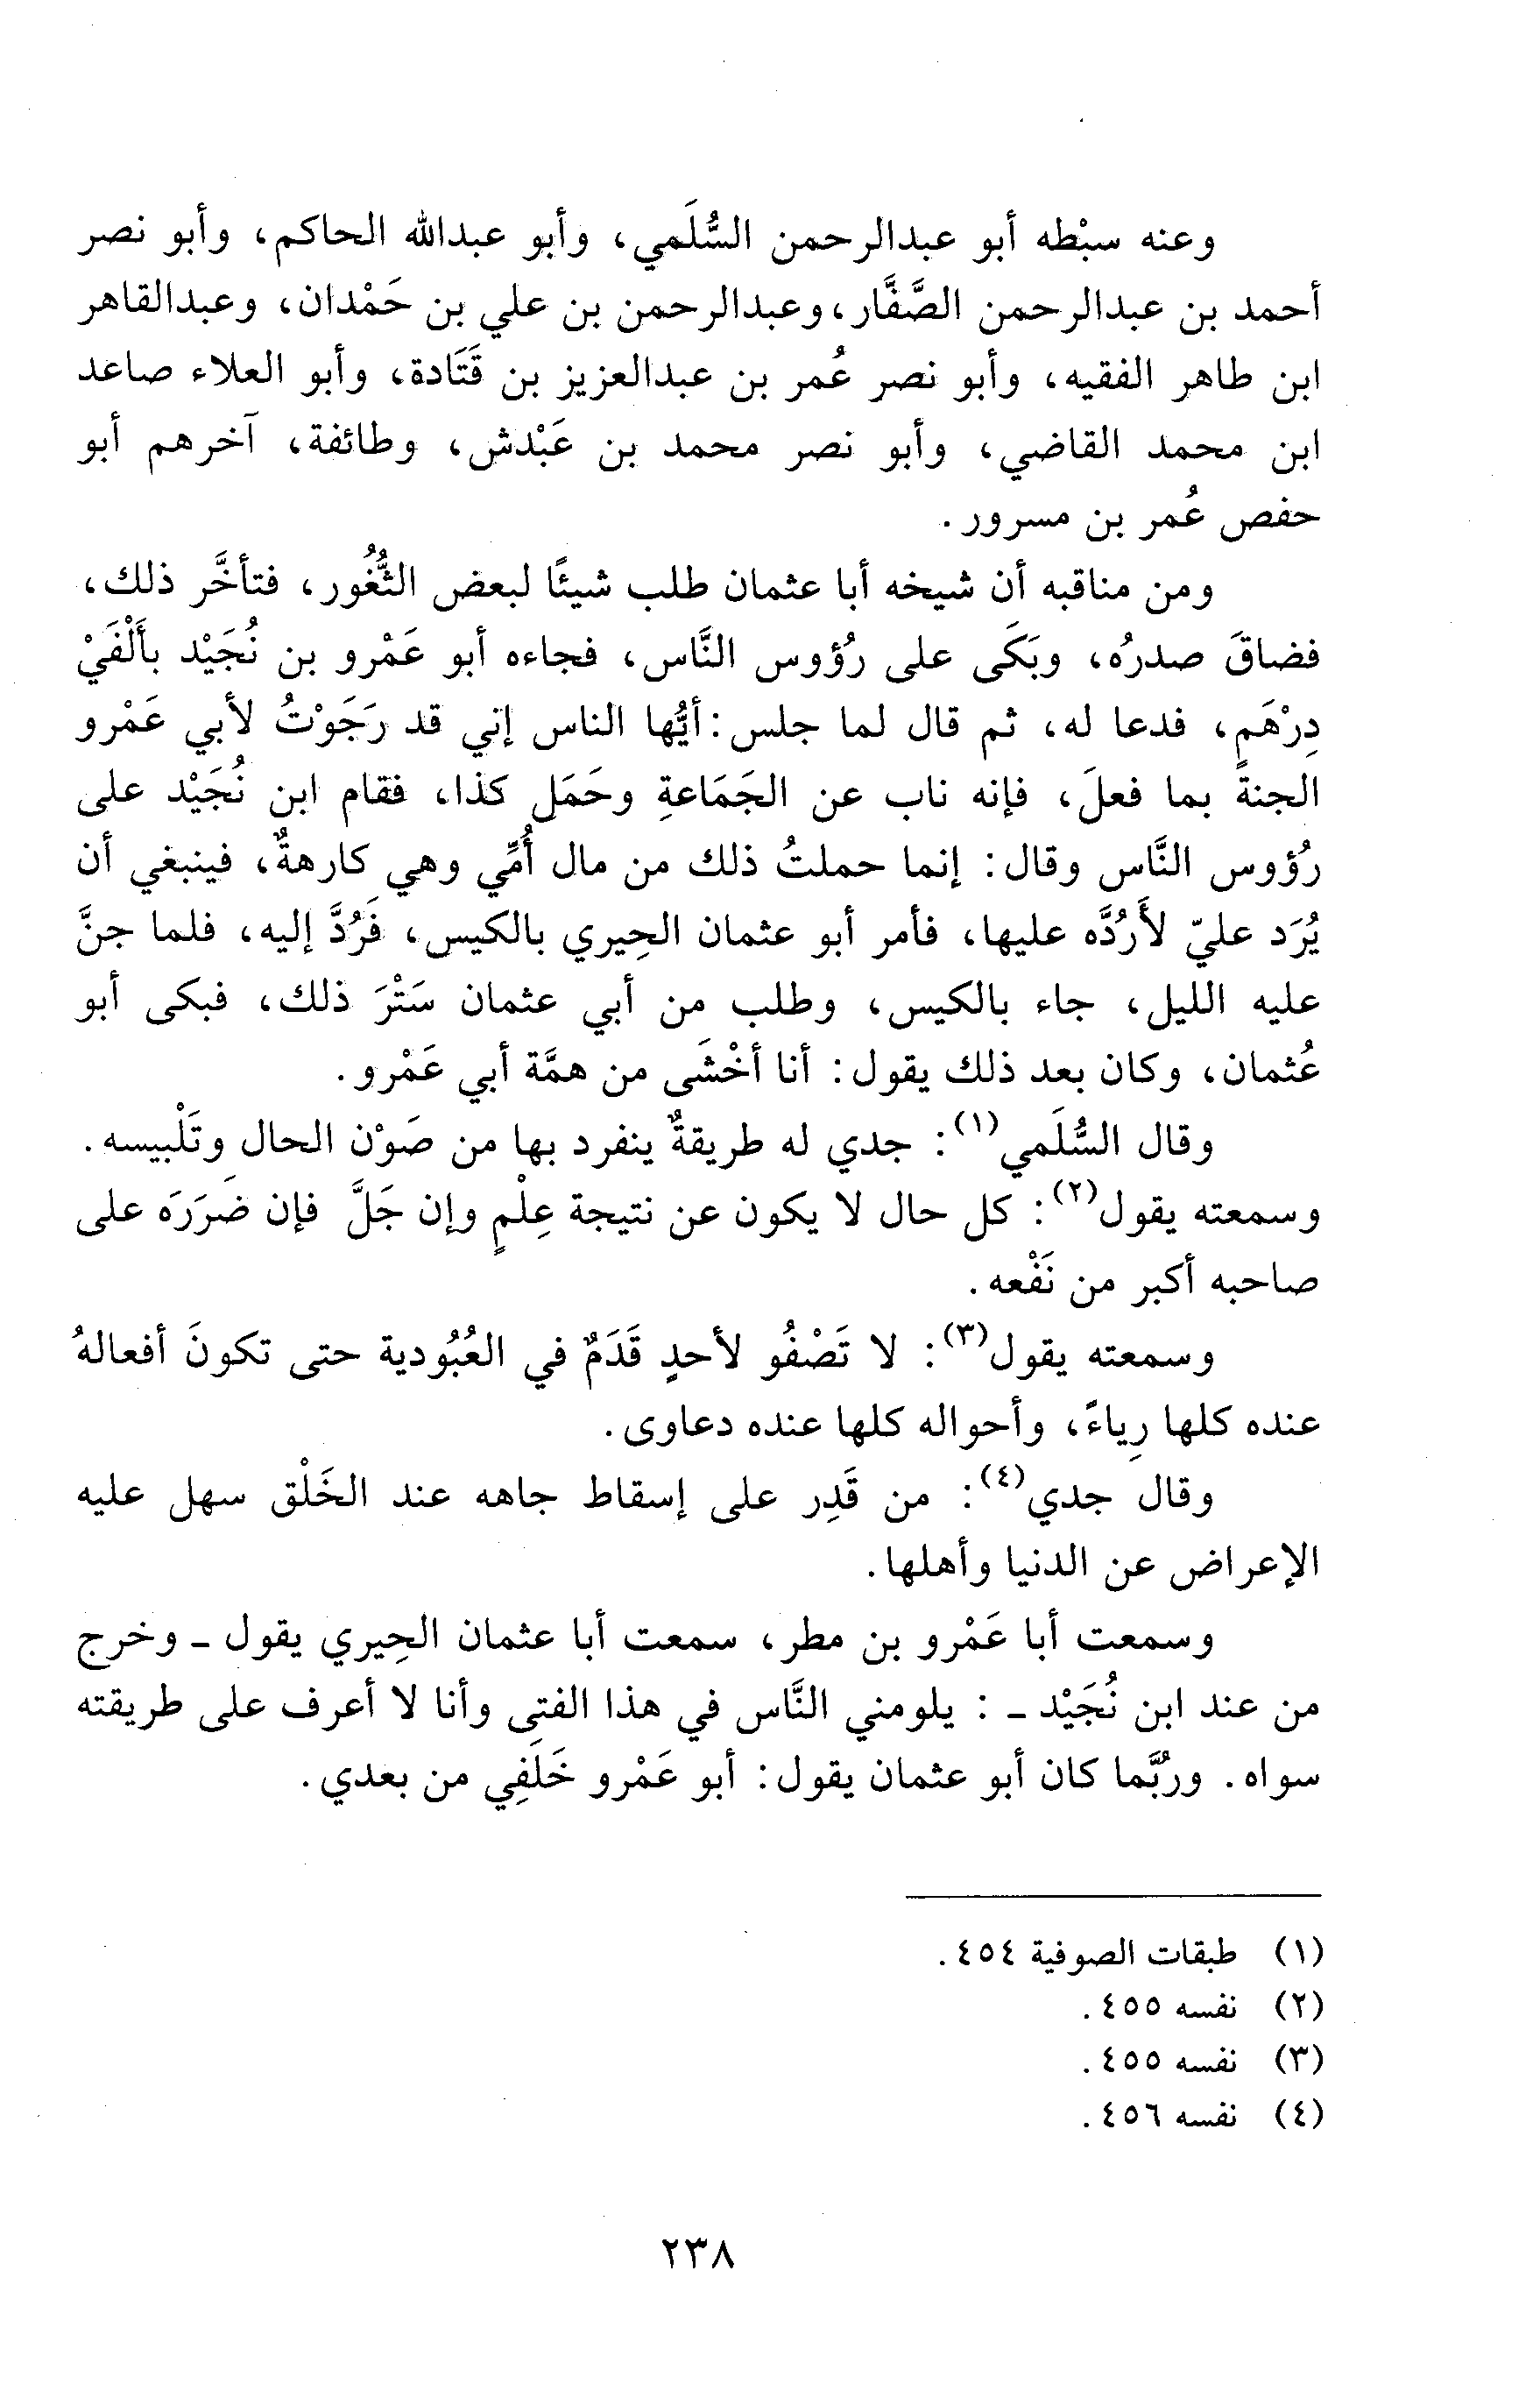 وعنه سبْطه أبو عبدالرحمن السُّلَمي، وأبو عبدالله الحاكم، وأبو نصر
أحمد بن عبدالرحمن الصَّفَّار، وعبدالرحمن بن علي بن حَمْدان، وعبدالقاهر
ابن طاهر الفقيه، وأبو نصر عُمر بن عبدالعزيز بن قَتَادة، وأبو العلاء صاعد
ابن محمد القاضي، وأبو نصر محمد بن عَبْدش، وطائفة، آخرهم أبو
حفص عُمر بن مسرور.
ومن مناقبه أن شيخه أبا عثمان طلب شيئًا لبعض الثُّغُور، فتأخَّر ذلك،
فضاقَ صدرُه، وبَكَى على رُؤوس النَّاس، فجاءه أبو عَمْرو بن نُجَيْد بألْفَيْ
دِرْهَمٍ، فدعا له، ثم قال لما جلس: أيُّها الناس إني قد رَجَوْتُ لأبي عَمْرو
الجنةَ بما فعلَ، فإنه ناب عن الجَمَاعةِ وحَمَل كذا، فقام ابن نُجَيْد على
رُؤوس النَّاس وقال: إنما حملتُ ذلك من مال أُمِّي وهي كارهةٌ، فينبغي أن
يُرَد عليّ لأَرُدَّه عليها، فأمر أبو عثمان الحِيري بالكيس، فَرُدَّ إليه، فلما جنَّ
عليه الليل، جاء بالكيس، وطلب من أبي عثمان سَتْرَ ذلك، فبكى أبو
عُثمان، وكان بعد ذلك يقول: أنا أخْشَى من همَّة أبي عَمْرو.
وقال السُّلَمي(١): جدي له طريقةٌ ينفرد بها من صَوْن الحال وتَلْبيسه.
وسمعته يقول(٢): كل حال لا يكون عن نتيجة عِلْمٍ وإن جَلَّ فإن ضَرَرَه على
صاحبه أكبر من نَفْعه.
وسمعته يقول(٣): لا تَصْفُو لأحدٍ قَدَمٌ في العُبُودية حتى تكونَ أفعالهُ
عنده كلها رِياءً، وأحواله كلها عنده دعاوى.
وقال جدي(٤): من قَدِر على إسقاط جاهه عند الخَلْق سهل عليه
الإعراض عن الدنيا وأهلها.
وسمعت أبا عَمْرو بن مطر، سمعت أبا عثمان الحِيري يقول - وخرج
من عند ابن نُجَيْد - : يلومني النَّاس في هذا الفتى وأنا لا أعرف على طريقته
سواه. ورُبَّما كان أبو عثمان يقول: أبو عَمْرو خَلَفِي من بعدي.
(١) طبقات الصوفية ٤٥٤.
(٢) نفسه ٤٥٥.
(٣) نفسه ٤٥٥.
(٤) نفسه ٤٥٦.
٢٣٨